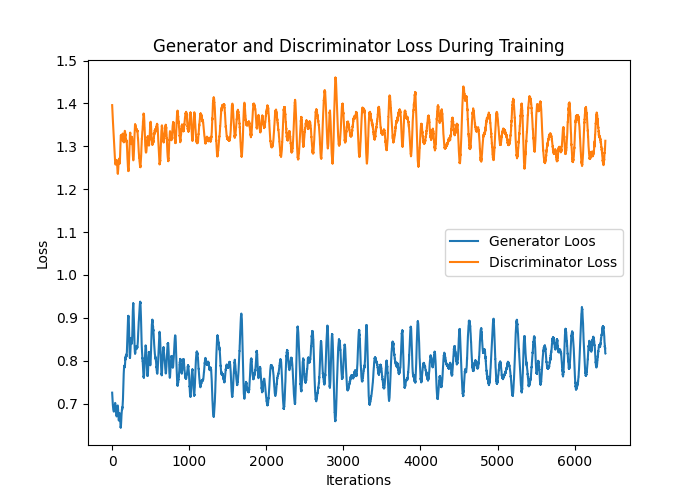 Generator and Discriminator Loss During Training
1.5
1.4
1.3
1.2
1.1
1.0
0.9
0.8
0.7
Loss
Generator Loos
Discriminator Loss
0 1000 2000 3000 4000 5000 6000
Iterations